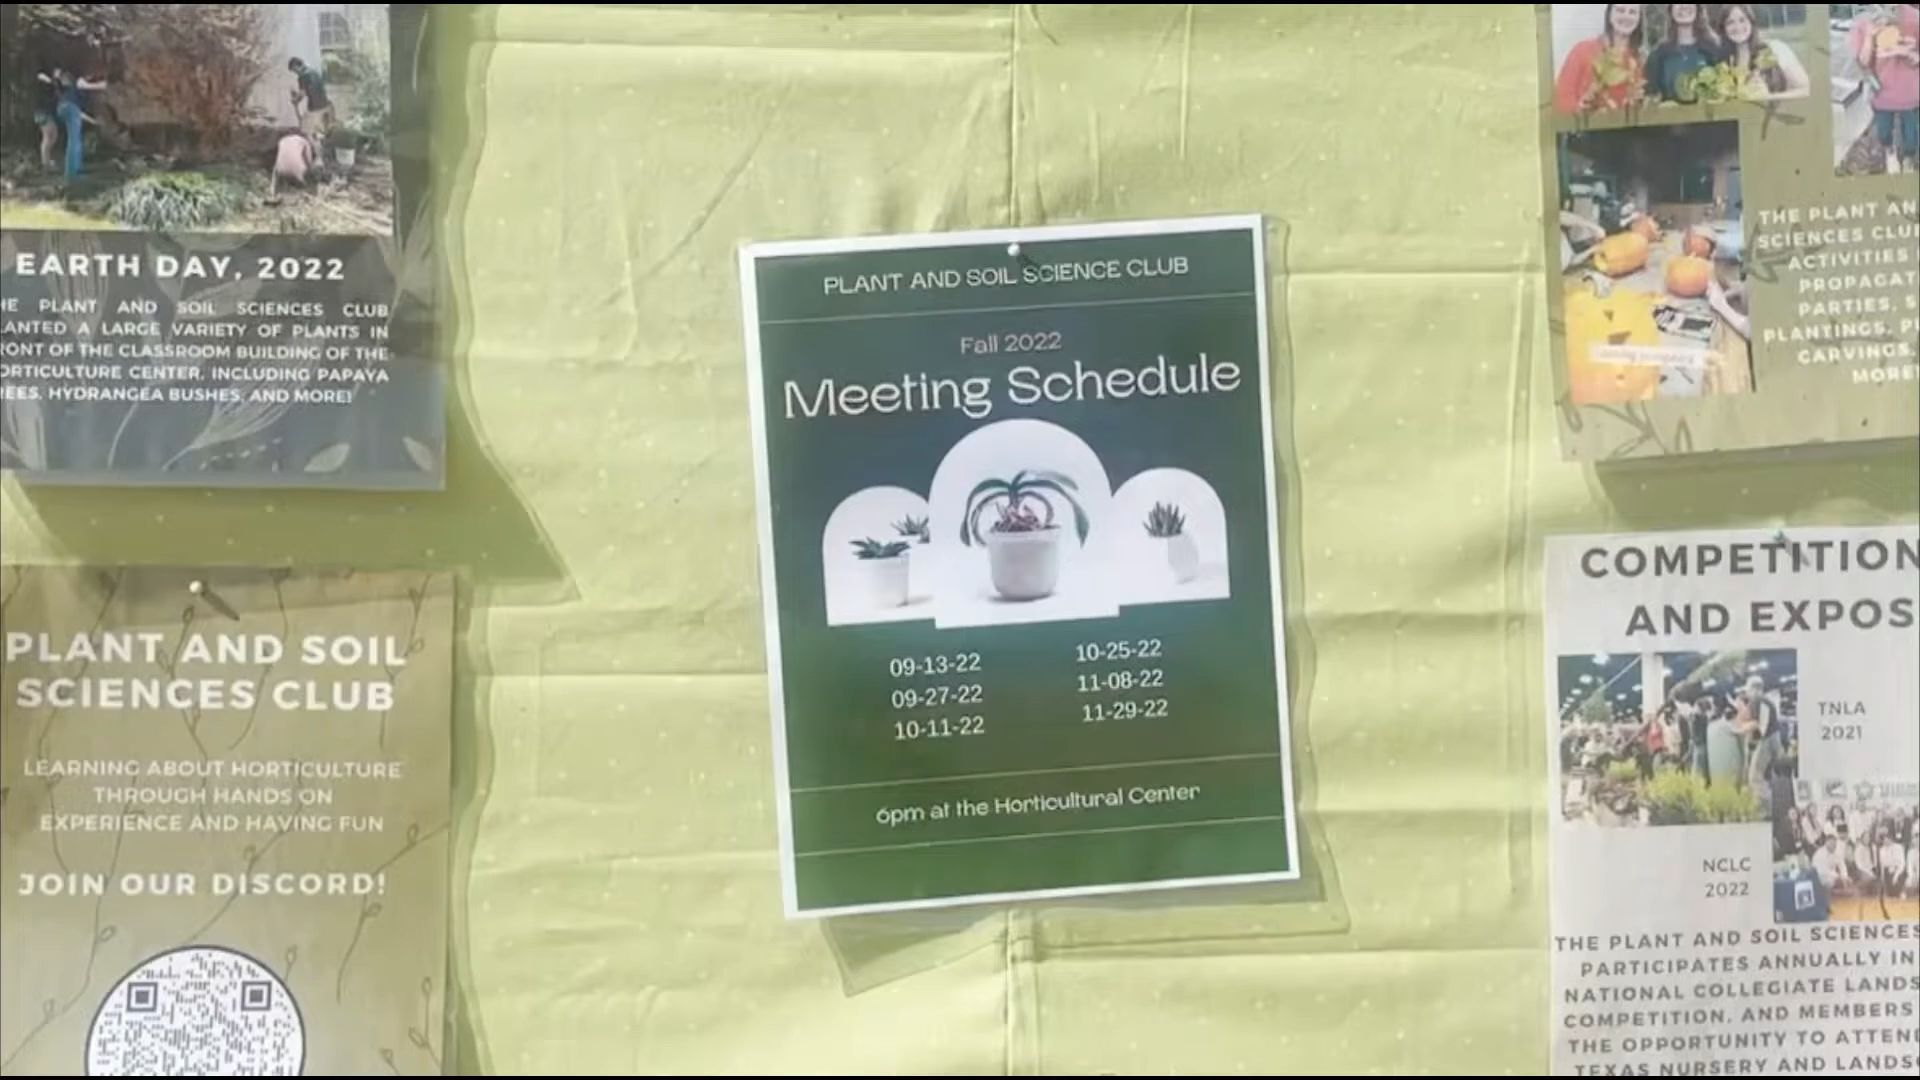 EARTH DAY, 2022
PLANT AND SOIL SCIENCES CLUB
A LARGE VARIETY OF PLANTS IN
OF THE CLASSROOM BUILDING OF THE
CENTER, INCLUDING PAPAYA
HYDRANGEA BUSHES, AND MORE!
PLANT AND SOIL
SCIENCES CLUB
LEARNING ABOUT HORTICULTURE
THROUGH HANDS ON
EXPERIENCE AND HAVING FUN
JOIN OUR DISCORD!
PLANT AND SOIL SCIENCE CLUB
Fall 2022
Meeting Schedule
09-13-22
09-27-22
10-11-22
10-25-22
11-08-22
11-29-22
6pm at the Horticultural Center
THE PLANT AN
SCIENCES CLU
ACTIVITIES
PROPAGAT
PARTIES, S
PLANTINGS, P
CARVINGS,
MORE!
COMPETITION
AND EXPOS
TNLA
2021
NCLC
2022
THE PLANT AND SOIL SCIENCES
PARTICIPATES ANNUALLY IN
NATIONAL COLLEGIATE LANDS
COMPETITION, AND MEMBERS
THE OPPORTUNITY TO ATTEN
TEXAS NURSERY AND LANDS